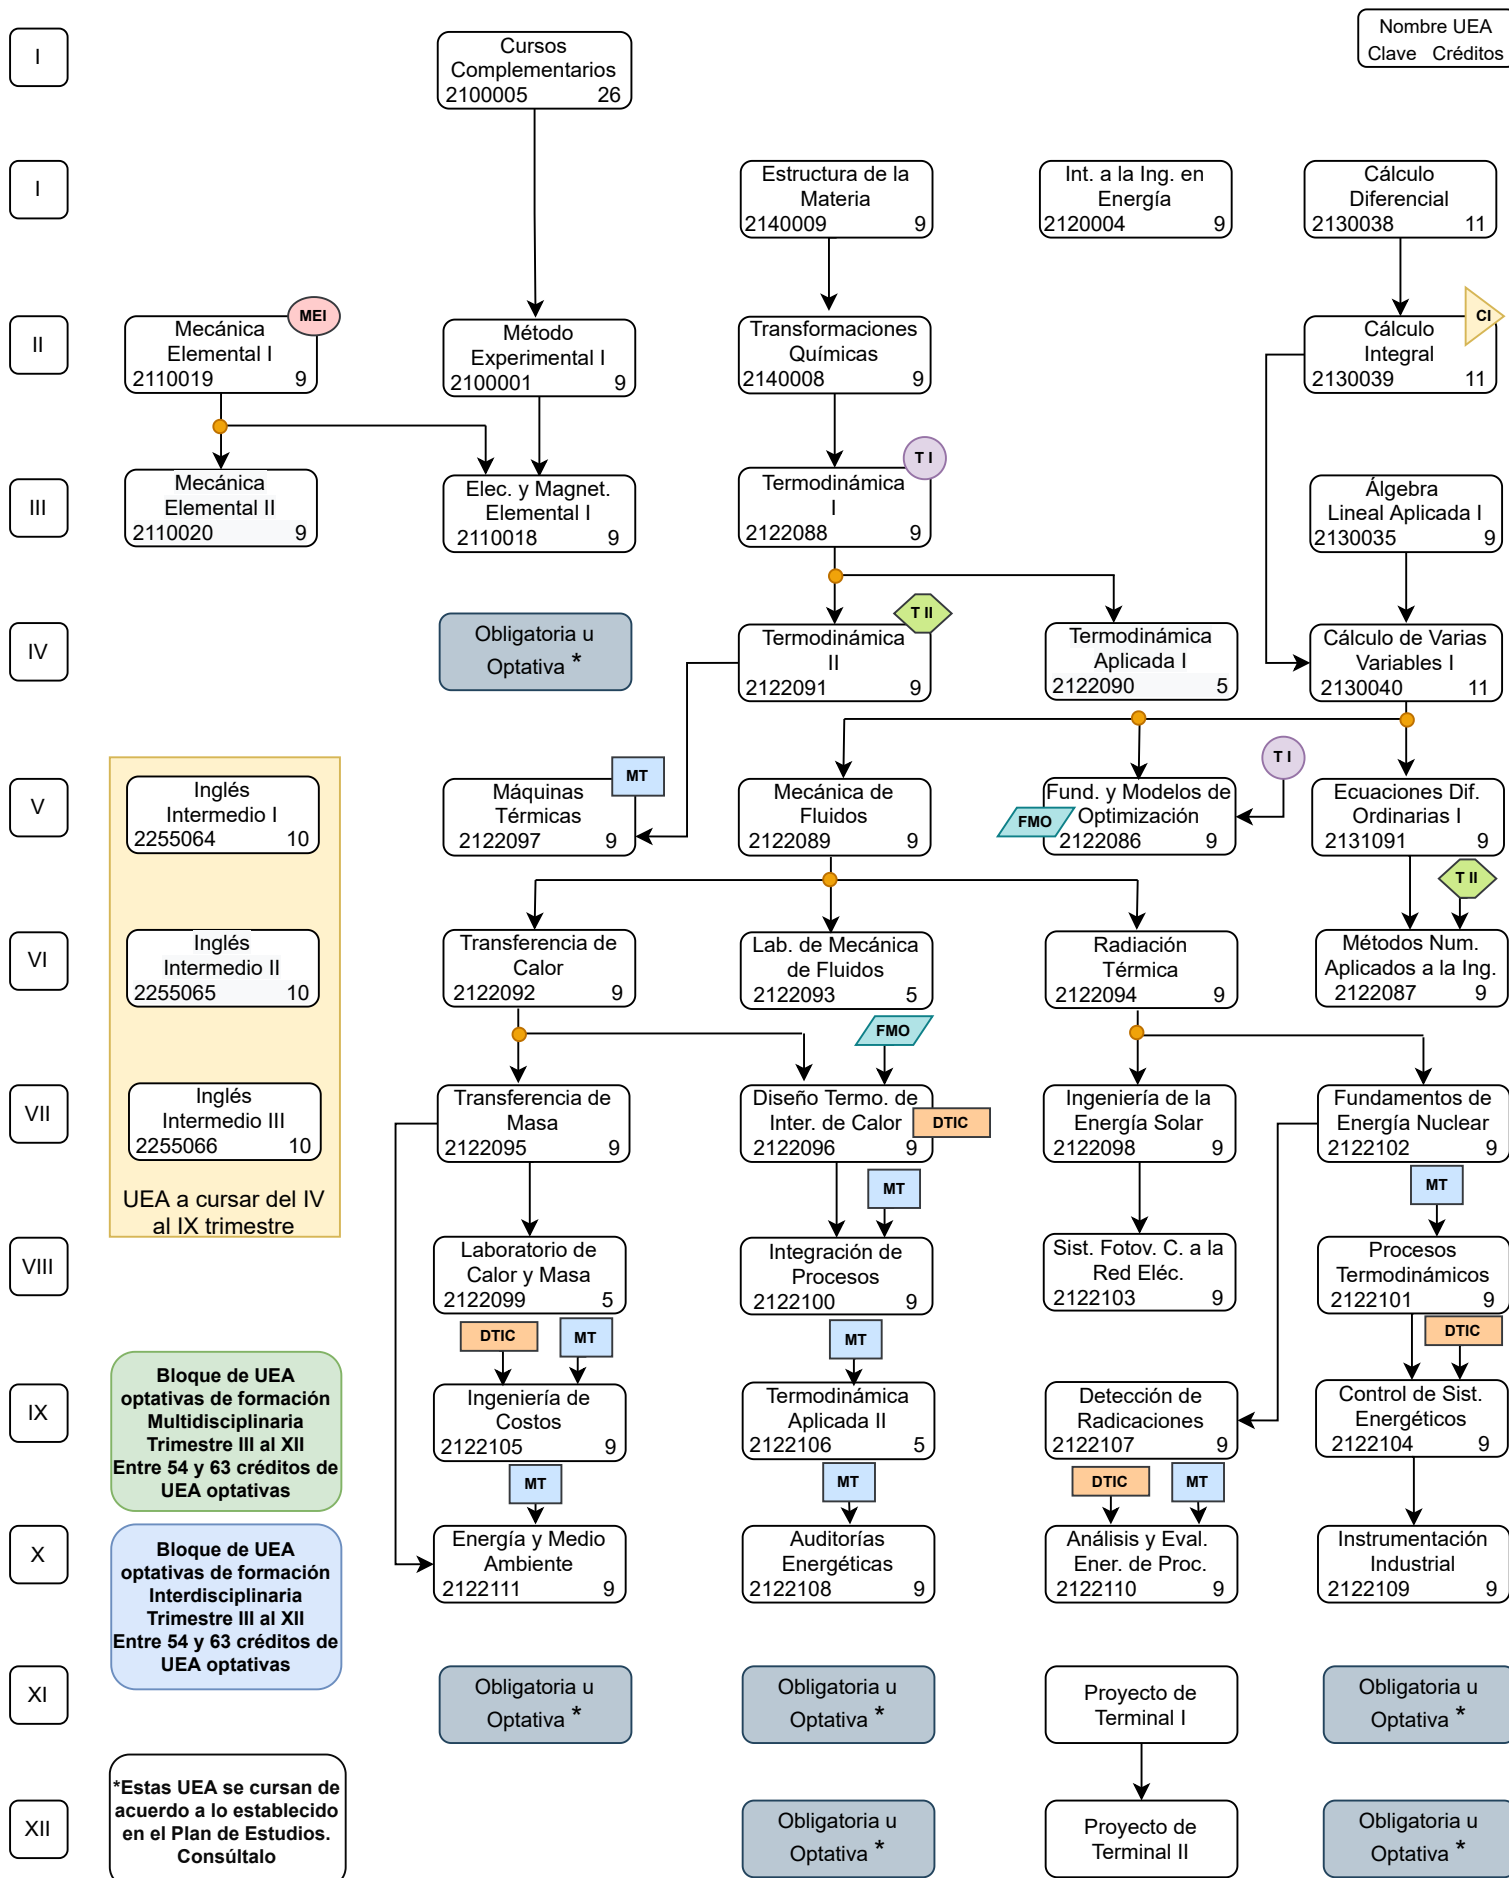 Nombre UEA
Clave Créditos
I
Cursos
Complementarios
2100005 26
I
Estructura de la
Materia
2140009 9
Int. a la Ing. en
Energía
2120004 9
Cálculo
Diferencial
2130038 11
II
Mecánica
Elemental I
2110019 9
MEI
Método
Experimental I
2100001 9
Transformaciones
Químicas
2140008 9
Cálculo
Integral
2130039 11
CI
III
Mecánica
Elemental II
2110020 9
Elec. y Magnet.
Elemental I
2110018 9
Termodinámica
I
2122088 9
T I
Álgebra
Lineal Aplicada I
2130035 9
IV
Obligatoria u
Optativa *
Termodinámica
II
2122091 9
T II
Termodinámica
Aplicada I
2122090 5
Cálculo de Varias
Variables I
2130040 11
V
Inglés
Intermedio I
2255064 10
Máquinas
Térmicas
2122097 9
MT
Mecánica de
Fluidos
2122089 9
Fund. y Modelos de
Optimización
2122086 9
FMO
T I
Ecuaciones Dif.
Ordinarias I
2131091 9
T II
VI
Inglés
Intermedio II
2255065 10
Transferencia de
Calor
2122092 9
Lab. de Mecánica
de Fluidos
2122093 5
Radiación
Térmica
2122094 9
Métodos Num.
Aplicados a la Ing.
2122087 9
FMO
VII
Inglés
Intermedio III
2255066 10
UEA a cursar del IV
al IX trimestre
Transferencia de
Masa
2122095 9
Diseño Termo. de
Inter. de Calor
2122096 9
DTIC
Ingeniería de la
Energía Solar
2122098 9
Fundamentos de
Energía Nuclear
2122102 9
MT
MT
VIII
Laboratorio de
Calor y Masa
2122099 5
Integración de
Procesos
2122100 9
Sist. Fotov. C. a la
Red Eléc.
2122103 9
Procesos
Termodinámicos
2122101 9
DTIC
MT
MT
DTIC
Bloque de UEA
optativas de formación
Multidisciplinaria
Trimestre III al XII
Entre 54 y 63 créditos de
UEA optativas
IX
Ingeniería de
Costos
2122105 9
Termodinámica
Aplicada II
2122106 5
Detección de
Radicaciones
2122107 9
Control de Sist.
Energéticos
2122104 9
MT
MT
DTIC
MT
X
Bloque de UEA
optativas de formación
Interdisciplinaria
Trimestre III al XII
Entre 54 y 63 créditos de
UEA optativas
Energía y Medio
Ambiente
2122111 9
Auditorías
Energéticas
2122108 9
Análisis y Eval.
Ener. de Proc.
2122110 9
Instrumentación
Industrial
2122109 9
XI
Obligatoria u
Optativa *
Obligatoria u
Optativa *
Proyecto de
Terminal I
Obligatoria u
Optativa *
XII
*Estas UEA se cursan de
acuerdo a lo establecido
en el Plan de Estudios.
Consúltalo
Obligatoria u
Optativa *
Proyecto de
Terminal II
Obligatoria u
Optativa *